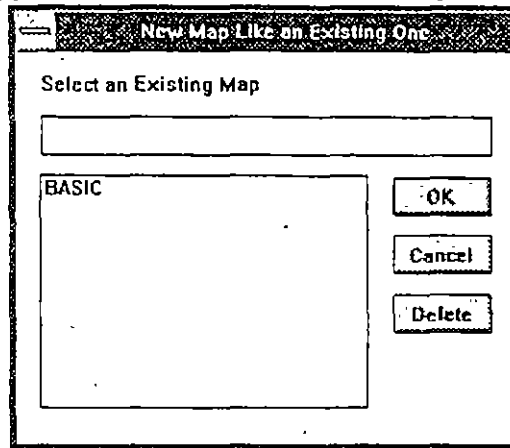 New Map Like an Existing One
Select an Existing Map
BASIC
OK
Cancel
Delete